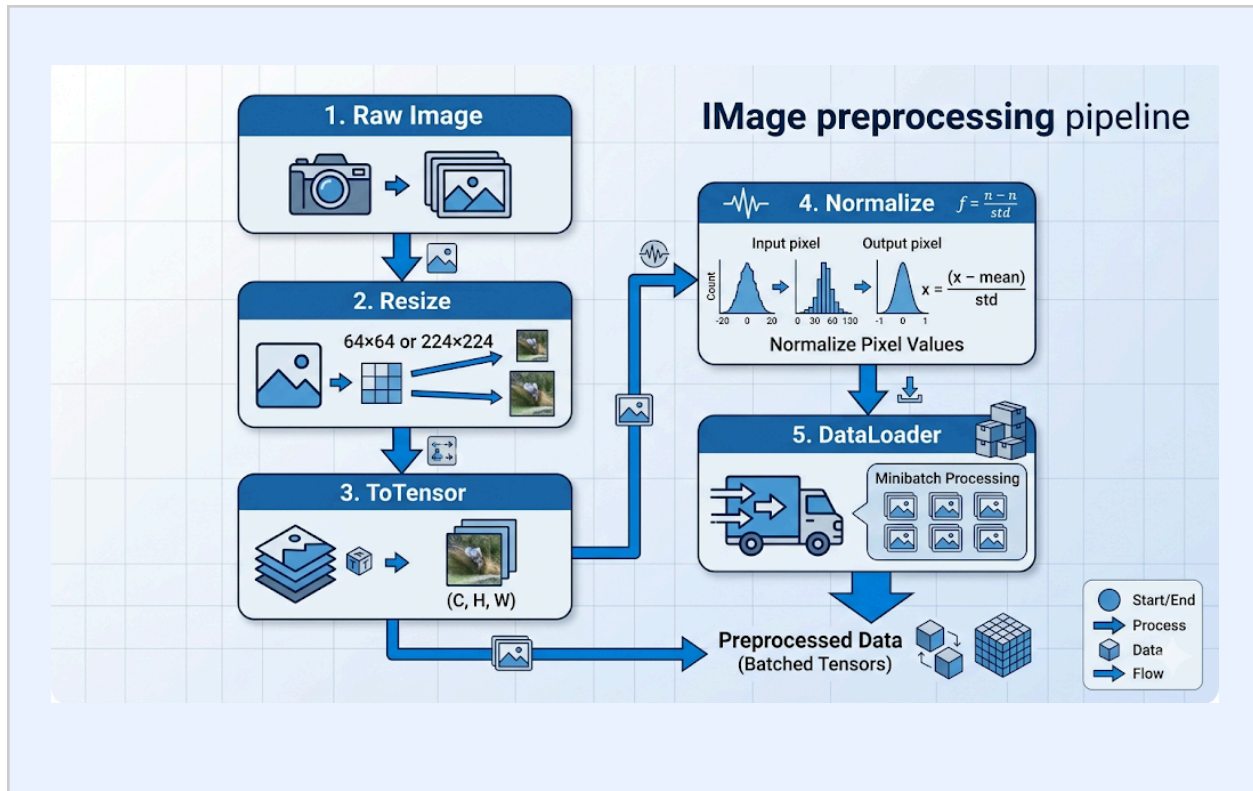 IMage preprocessing pipeline
1. Raw Image
2. Resize
64×64 or 224×224
3. ToTensor
(C, H, W)
4. Normalize
f = n − n / std
Input pixel
Output pixel
Count
-20 0 20
0 30 60 130
-1 0 1
x = (x − mean) / std
Normalize Pixel Values
5. DataLoader
Minibatch Processing
Preprocessed Data
(Batched Tensors)
Start/End
Process
Data
Flow